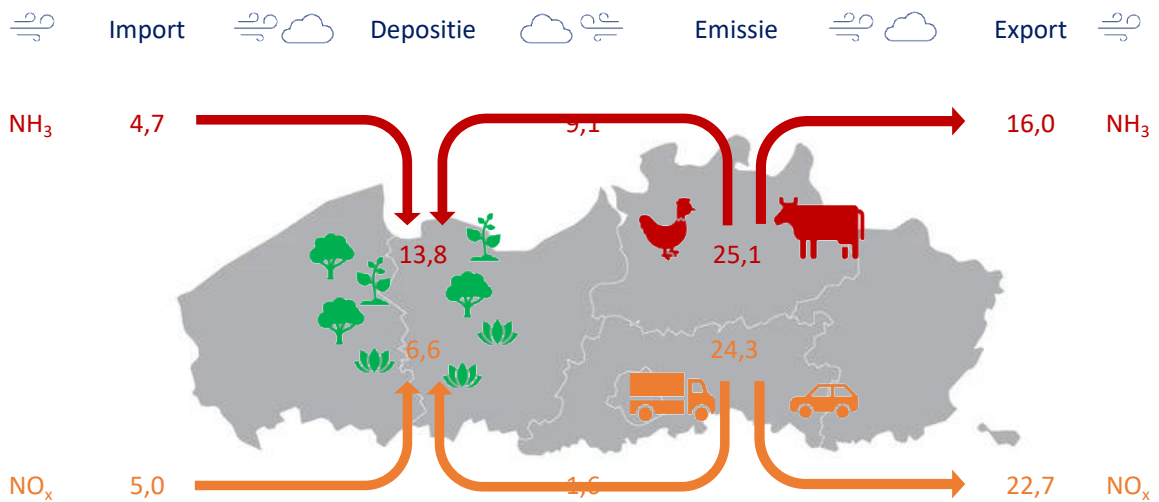 Import Depositie Emissie Export
NH₃ 4,7 9,1 16,0 NH₃
13,8 25,1
6,6 24,3
NOₓ 5,0 1,6 22,7 NOₓ